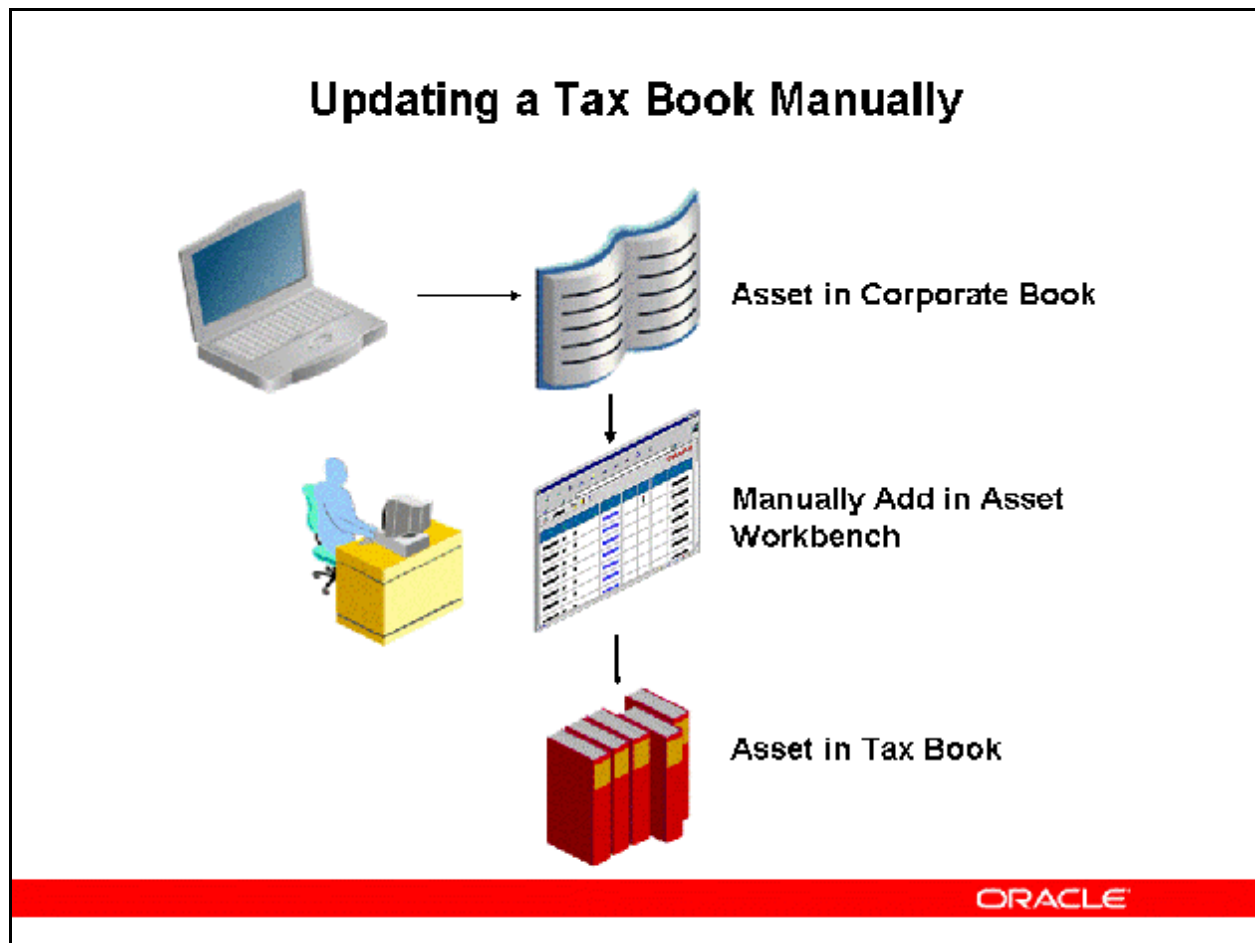 Updating a Tax Book Manually
Asset in Corporate Book
Manually Add in Asset
Workbench
Asset in Tax Book
ORACLE